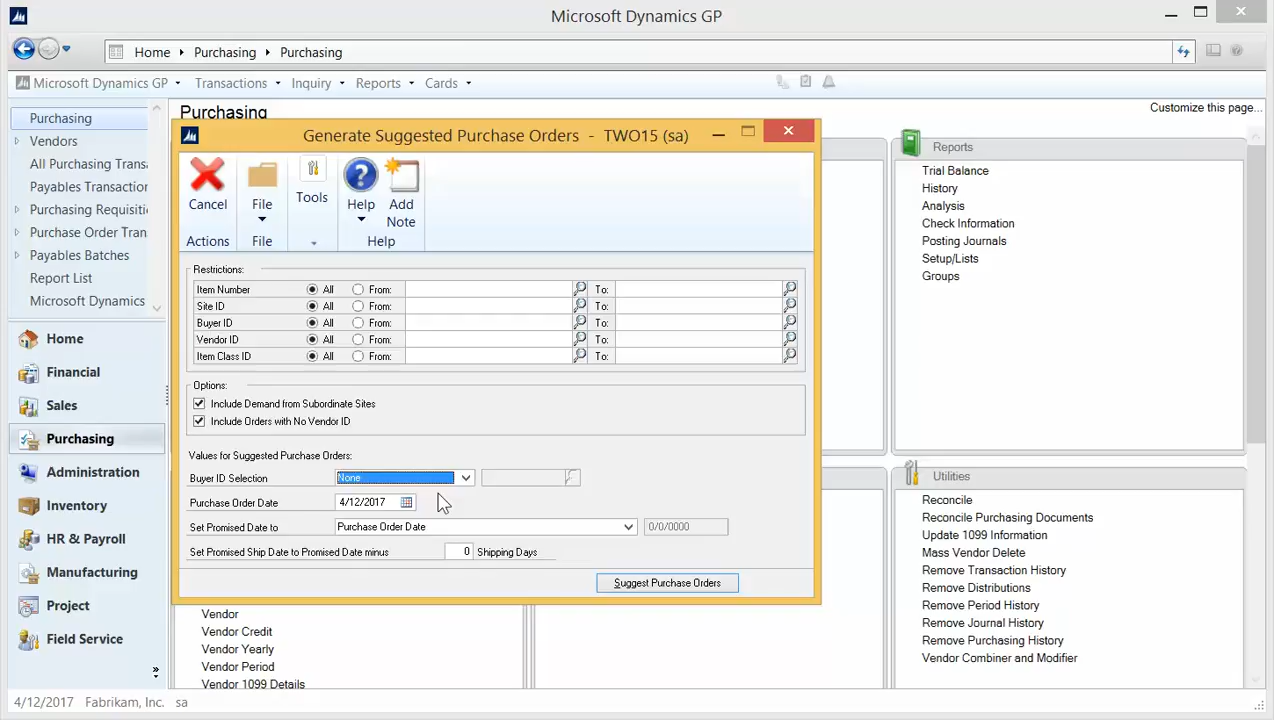 Microsoft Dynamics GP
Home Purchasing Purchasing
Microsoft Dynamics GP Transactions Inquiry Reports Cards
Purchasing
Vendors
All Purchasing Transa
Payables Transaction
Purchasing Requisiti
Purchase Order Tran
Payables Batches
Report List
Microsoft Dynamics
Home
Financial
Sales
Purchasing
Administration
Inventory
HR & Payroll
Manufacturing
Project
Field Service
»
Purchasing
Customize this page...
Generate Suggested Purchase Orders - TWO15 (sa)
Cancel
File
Tools
Help
Add
Note
Actions
File
Help
Restrictions:
Item Number All From: To:
Site ID All From: To:
Buyer ID All From: To:
Vendor ID All From: To:
Item Class ID All From: To:
Options:
Include Demand from Subordinate Sites
Include Orders with No Vendor ID
Values for Suggested Purchase Orders:
Buyer ID Selection None
Purchase Order Date 4/12/2017
Set Promised Date to Purchase Order Date 0/0/0000
Set Promised Ship Date to Promised Date minus 0 Shipping Days
Suggest Purchase Orders
Vendor
Vendor Credit
Vendor Yearly
Vendor Period
Vendor 1099 Details
Reports
Trial Balance
History
Analysis
Check Information
Posting Journals
Setup/Lists
Groups
Utilities
Reconcile
Reconcile Purchasing Documents
Update 1099 Information
Mass Vendor Delete
Remove Transaction History
Remove Distributions
Remove Period History
Remove Journal History
Remove Purchasing History
Vendor Combiner and Modifier
4/12/2017 Fabrikam, Inc. sa